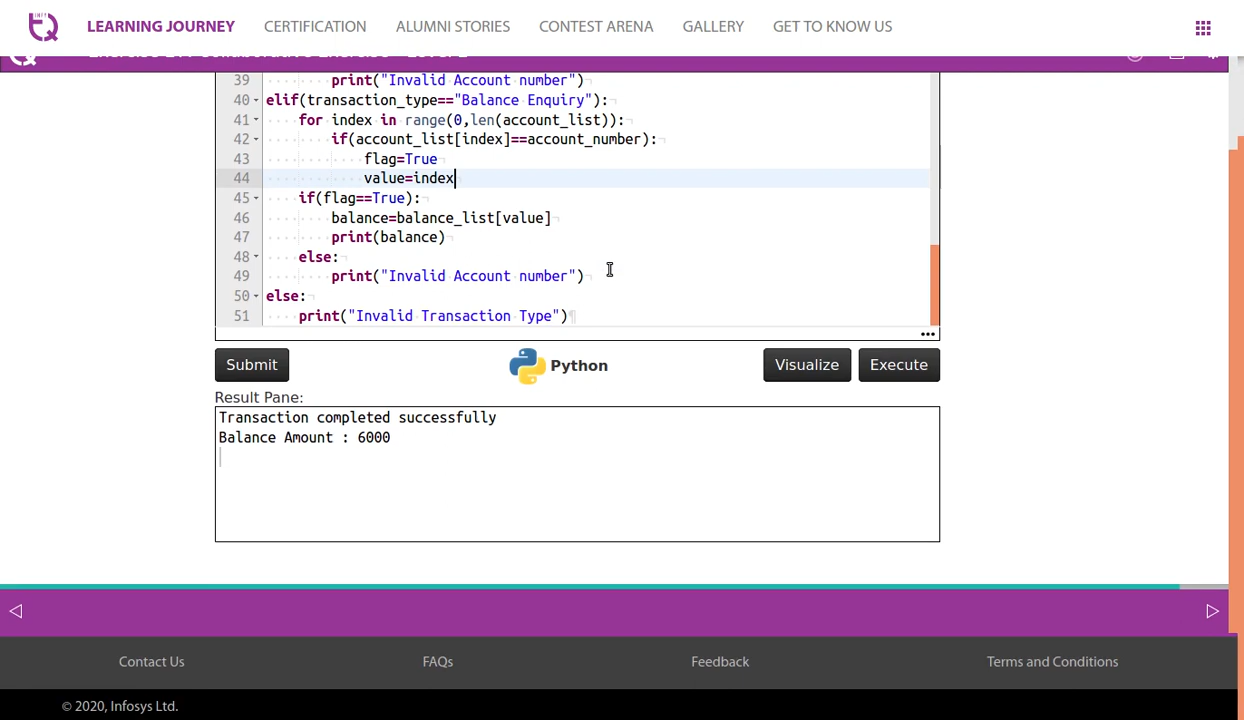 LEARNING JOURNEY CERTIFICATION ALUMNI STORIES CONTEST ARENA GALLERY GET TO KNOW US
39 print("Invalid Account number")
40 elif(transaction_type=="Balance Enquiry"):
41 for index in range(0,len(account_list)):
42 if(account_list[index]==account_number):
43 flag=True
44 value=index
45 if(flag==True):
46 balance=balance_list[value]
47 print(balance)
48 else:
49 print("Invalid Account number")
50 else:
51 print("Invalid Transaction Type")
Submit Python Visualize Execute
Result Pane:
Transaction completed successfully
Balance Amount : 6000
Contact Us FAQs Feedback Terms and Conditions
© 2020, Infosys Ltd.